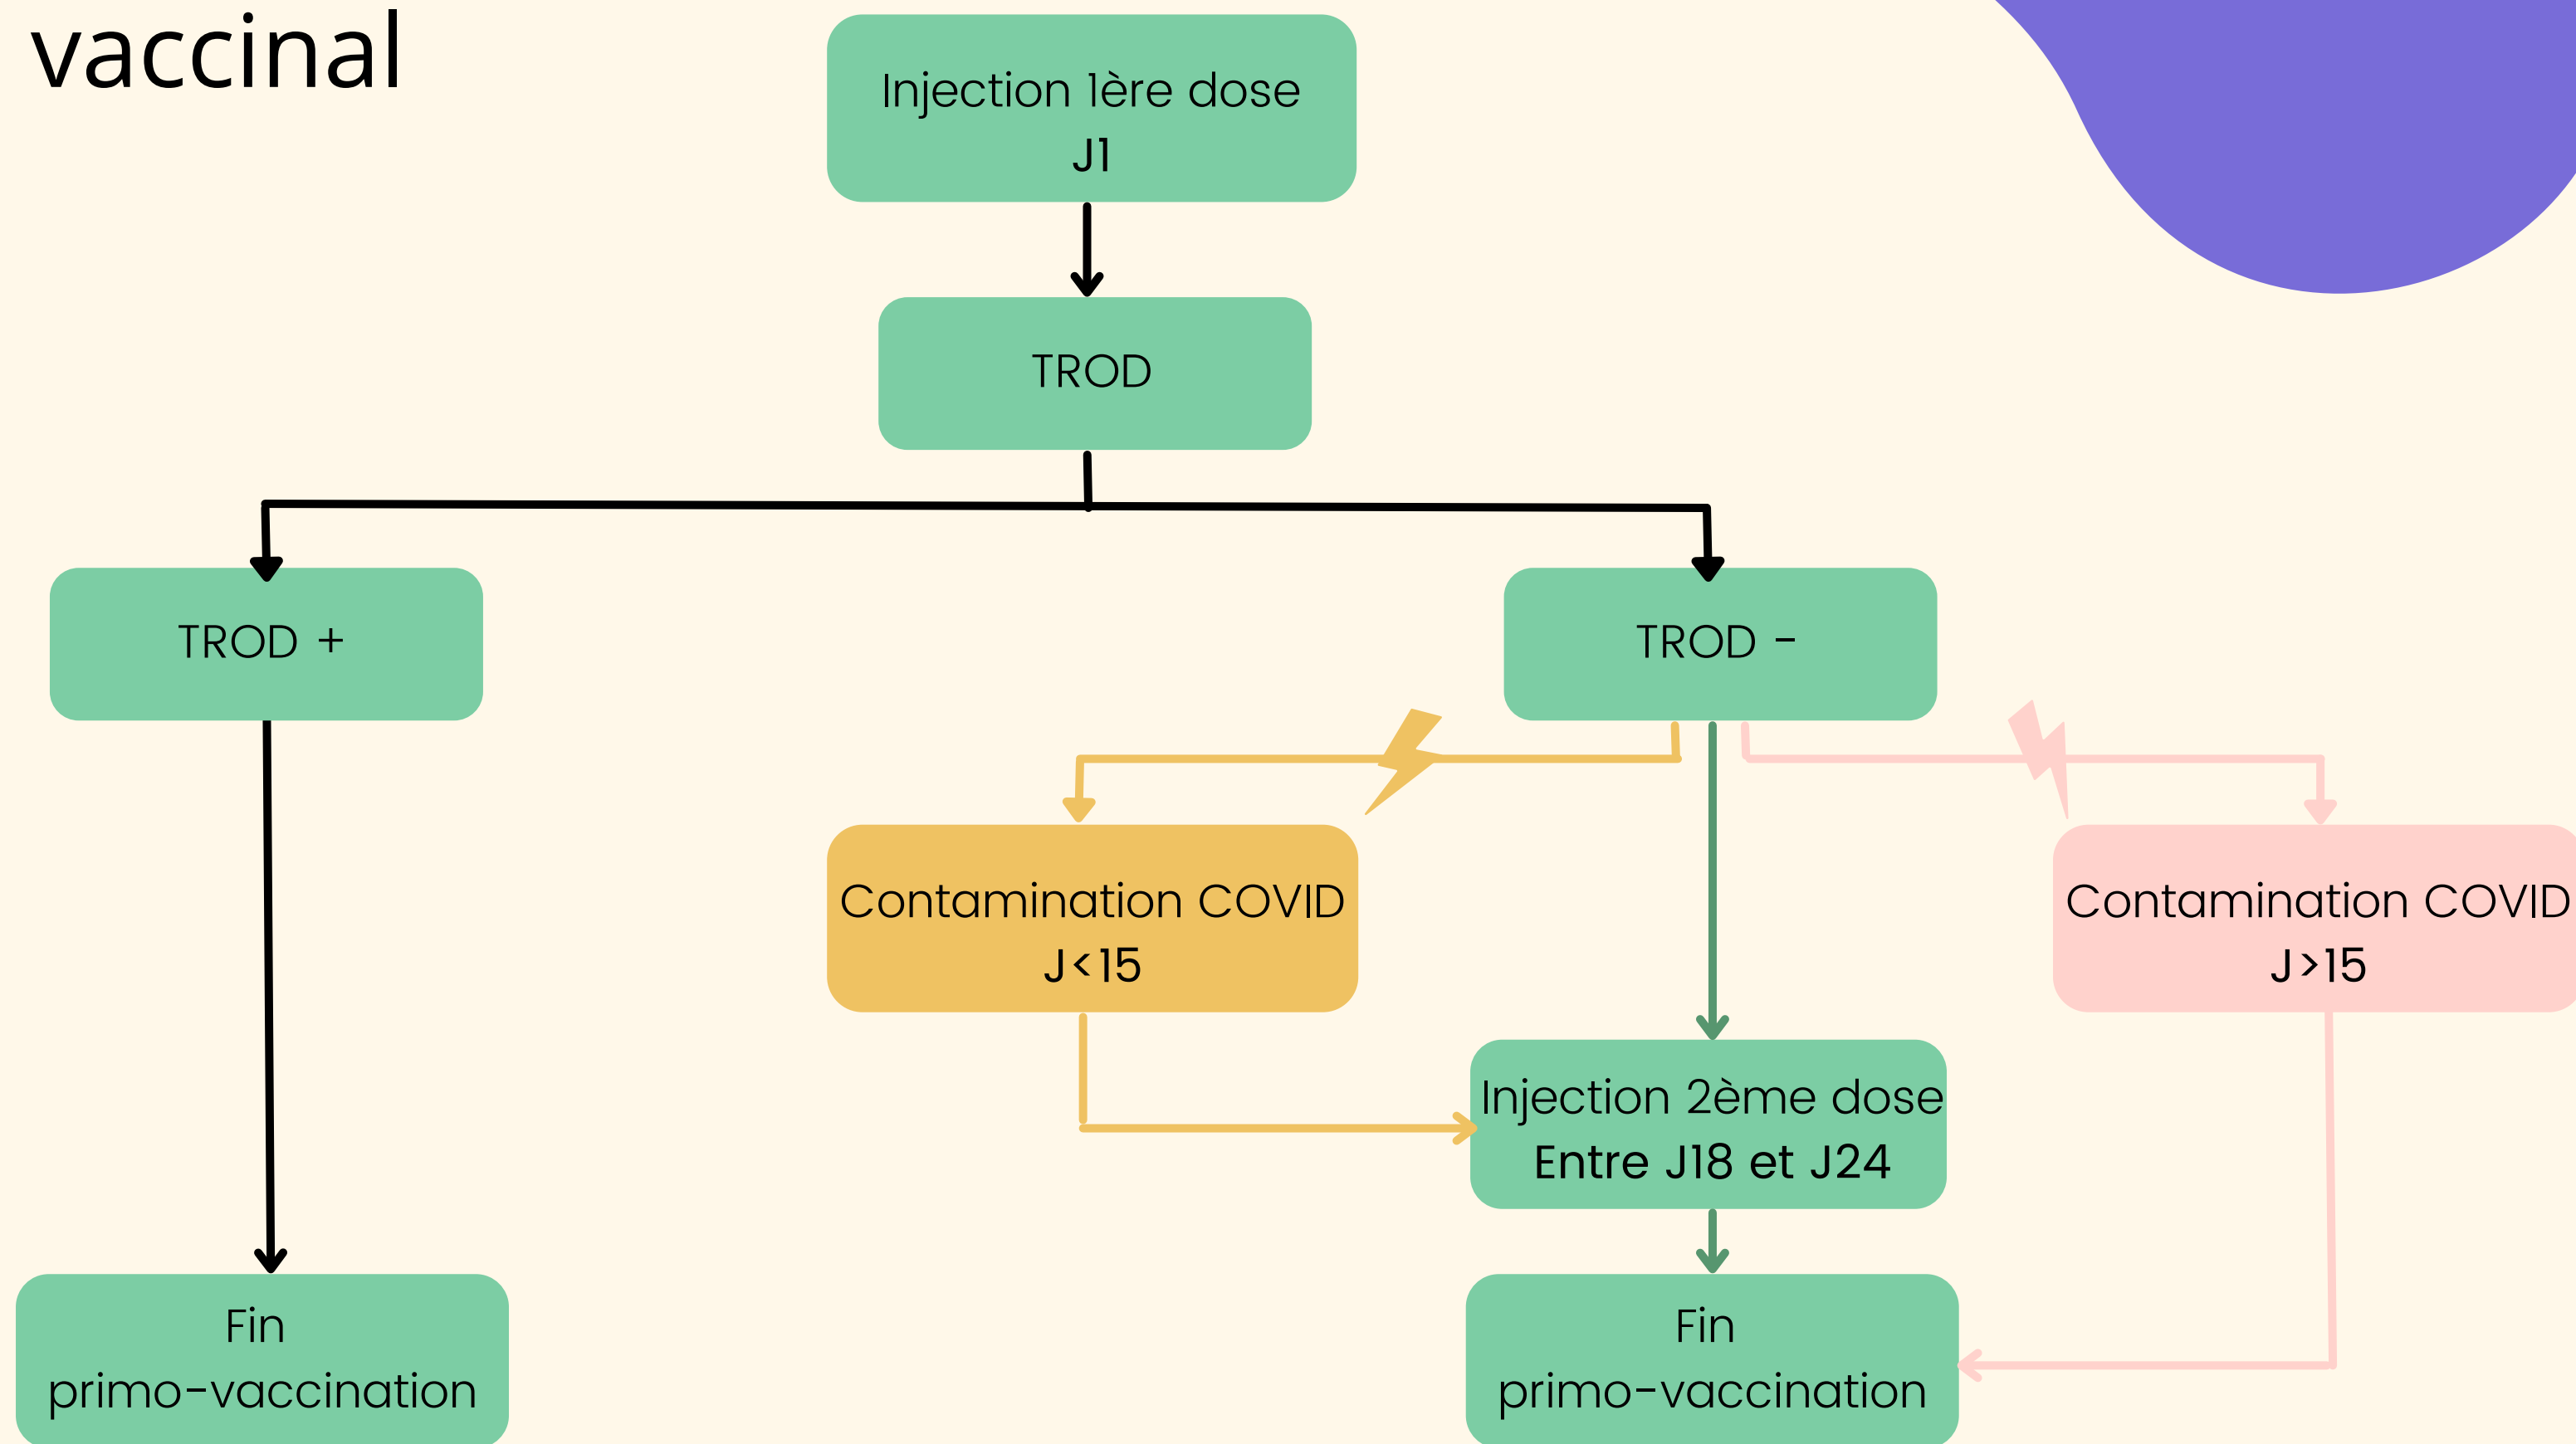 vaccinal
Injection 1ère dose
J1
TROD
TROD +
TROD -
Contamination COVID
J<15
Contamination COVID
J>15
Injection 2ème dose
Entre J18 et J24
Fin
primo-vaccination
Fin
primo-vaccination